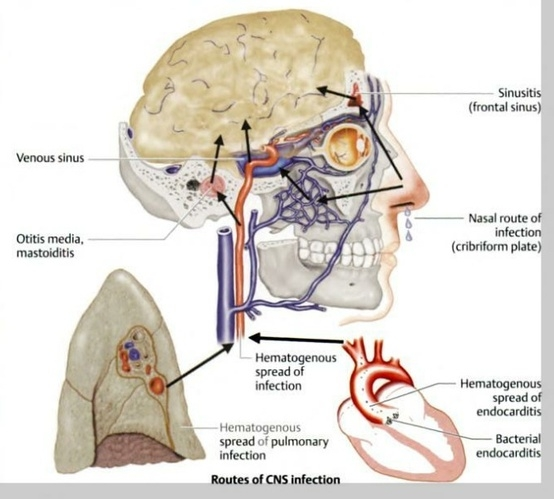 Sinusitis
(frontal sinus)
Venous sinus
Nasal route of
infection
(cribriform plate)
Otitis media,
mastoiditis
Hematogenous
spread of
infection
Hematogenous
spread of
endocarditis
Hematogenous
spread of pulmonary
infection
Bacterial
endocarditis
Routes of CNS infection